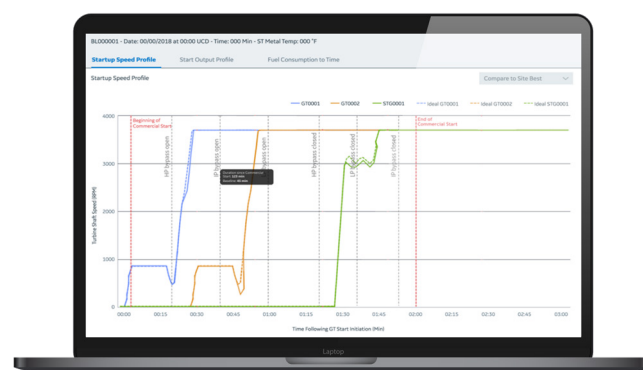 BL000001 - Date: 00/00/2018 at 00:00 UCD - Time: 000 Min - ST Metal Temp: 000 °F
Startup Speed Profile
Start Output Profile
Fuel Consumption to Time
Startup Speed Profile
Compare to Site Best
GT0001
GT0002
STG0001
Ideal GT0001
Ideal GT0002
Ideal STG0001
Beginning of
Commercial Start
End of
Commercial Start
HP bypass open
IP bypass open
bypass open
HP bypass closed
LP bypass closed
IP bypass closed
Turbine Shaft Speed (RPM)
4000
3000
2000
1000
0
00:00
00:15
00:30
00:45
01:00
01:15
01:30
01:45
02:00
02:15
02:30
02:45
03:00
Time Following GT Start Initiation (Min)
Laptop